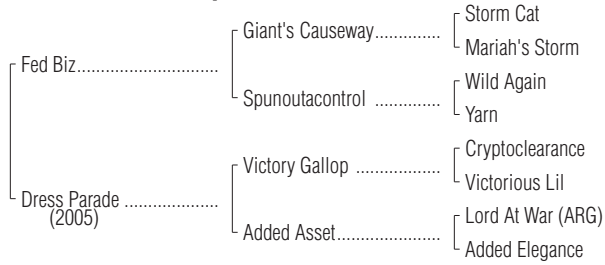 Storm Cat
Giant's Causeway..............
Mariah's Storm
Fed Biz..............................
Wild Again
Spunoutacontrol ..............
Yarn
Cryptoclearance
Victory Gallop ..................
Victorious Lil
Dress Parade ....................
(2005)
Lord At War (ARG)
Added Asset......................
Added Elegance